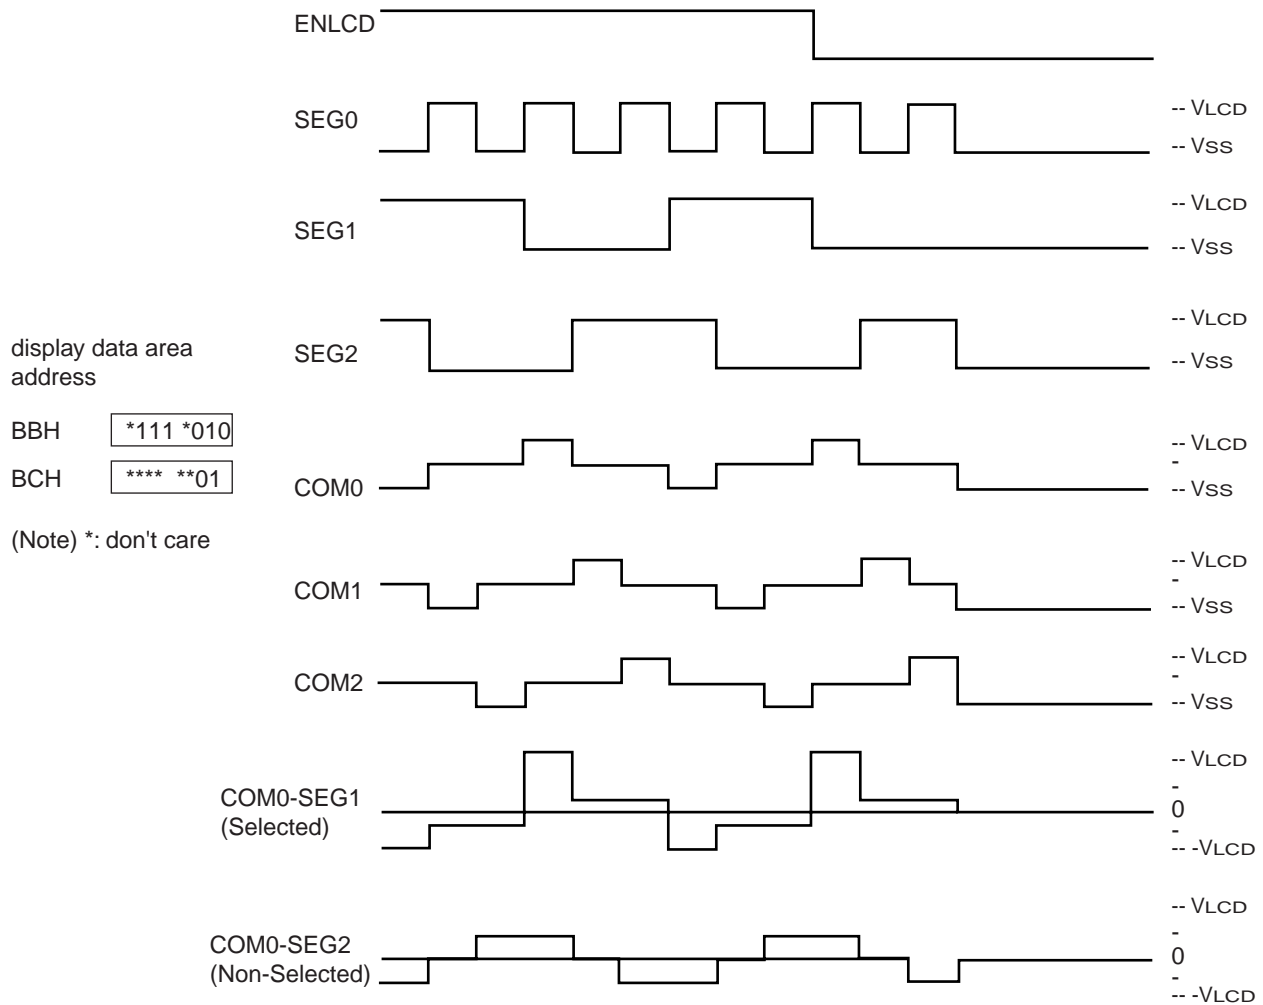 ENLCD
SEG0
-- VLCD
-- VSS
SEG1
-- VLCD
-- VSS
SEG2
-- VLCD
-- VSS
display data area
address
BBH *111 *010
BCH **** **01
(Note) *: don't care
COM0
-- VLCD
-
-- VSS
COM1
-- VLCD
-
-- VSS
COM2
-- VLCD
-
-- VSS
COM0-SEG1
(Selected)
-- VLCD
-
0
-
-- -VLCD
COM0-SEG2
(Non-Selected)
-- VLCD
-
0
-
-- -VLCD